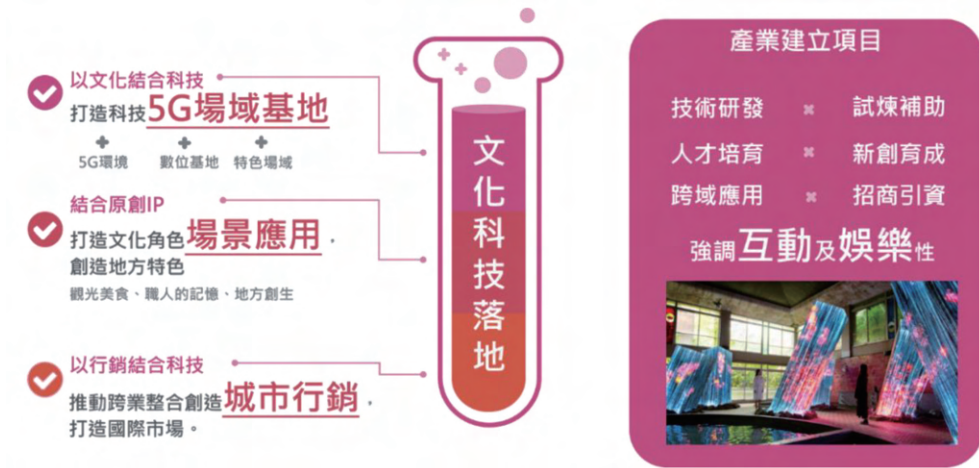 以文化結合科技
打造科技5G場域基地
5G環境 數位基地 特色場域
結合原創IP
打造文化角色場景應用,
創造地方特色
觀光美食、職人的記憶、地方創生
以行銷結合科技
推動跨業整合創造城市行銷,
打造國際市場。
文化科技落地
產業建立項目
技術研發 × 試煉補助
人才培育 × 新創育成
跨域應用 × 招商引資
強調互動及娛樂性